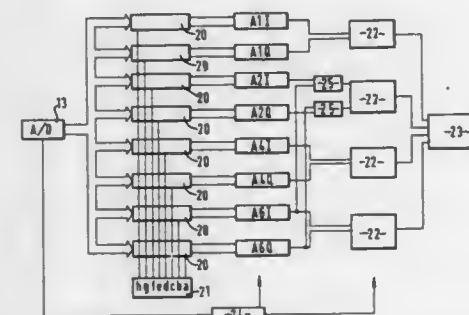 20 A1I
-22-
20 A1Q
13
20 A2I -25-
-22-
A/D
20 A2Q -25-
-23-
20 A4I
-22-
20 A4Q
20 A6I
-22-
20 A6Q
hgfedcba 21